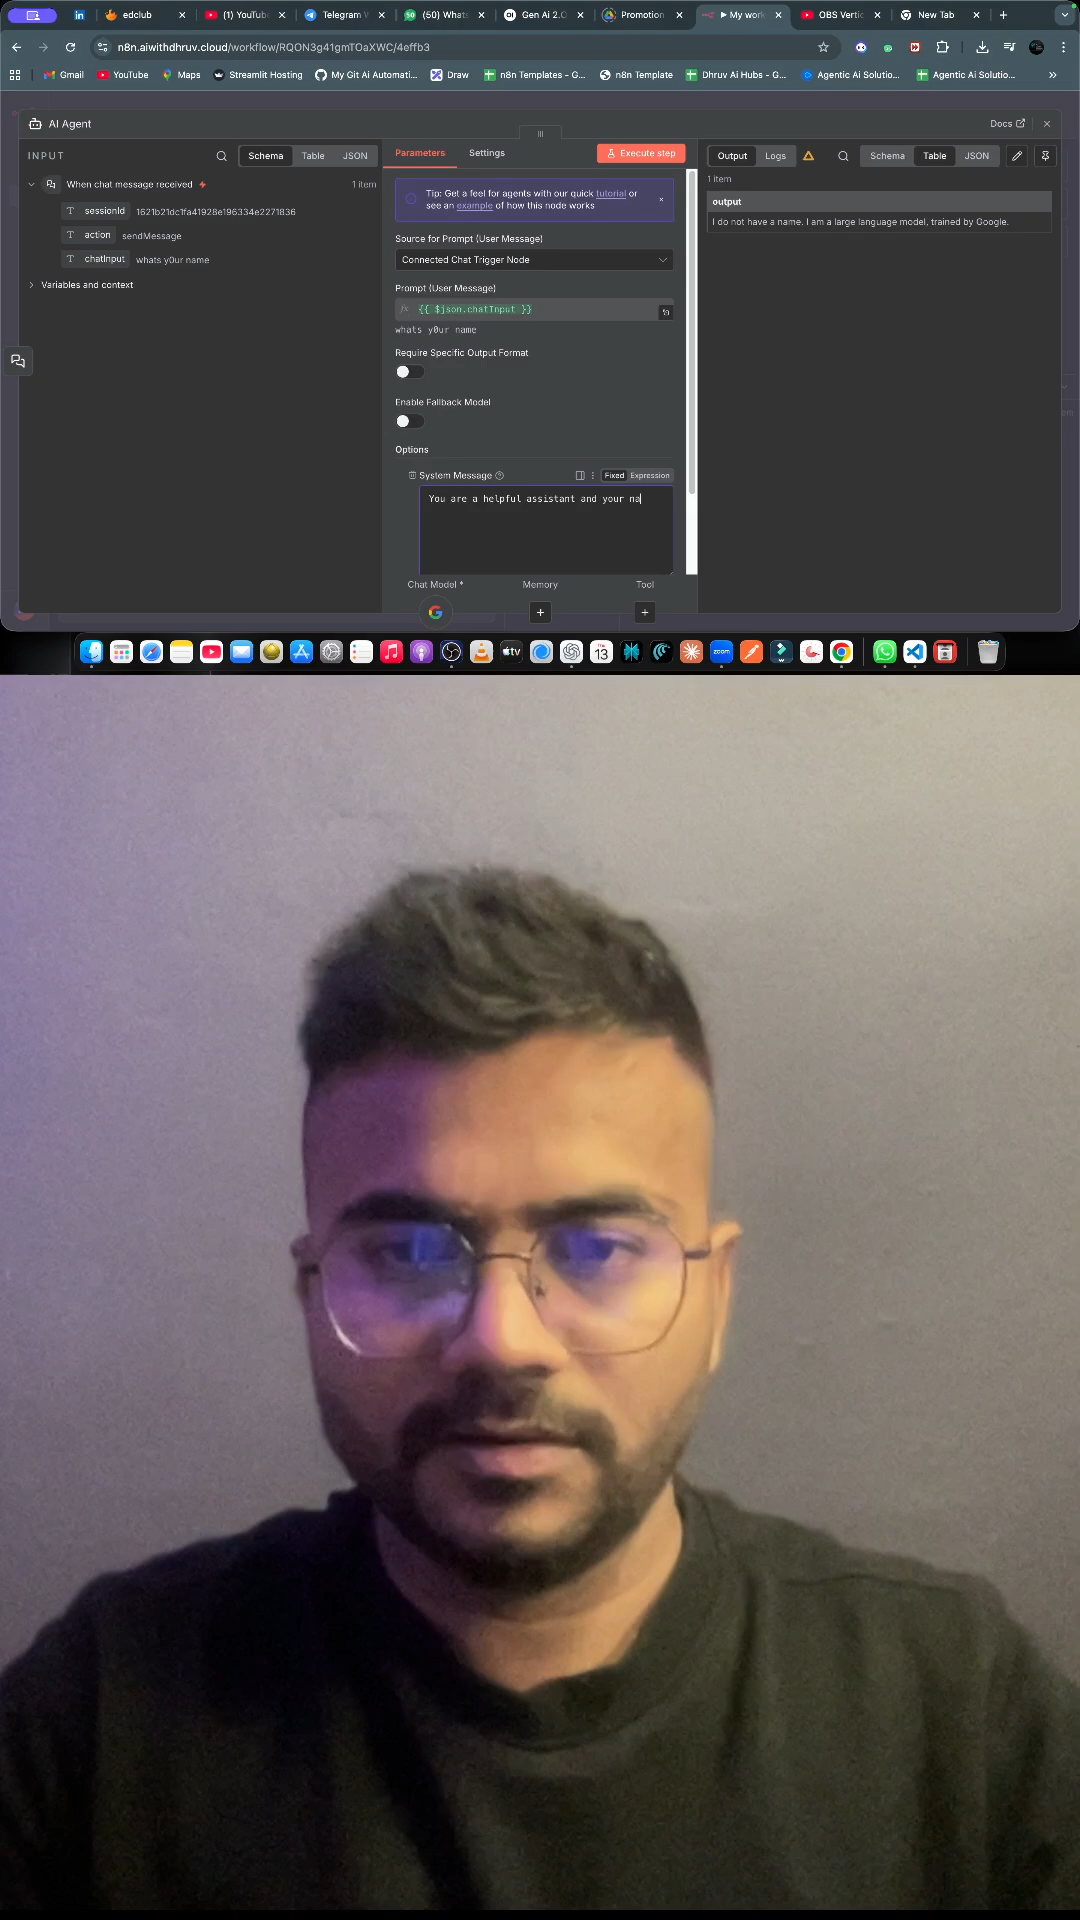 edclub
(1) YouTub
Telegram W
(50) Whats
Gen Ai 2.0
Promotion
My work
OBS Vertic
New Tab
n8n.aiwithdhruv.cloud/workflow/RQON3g41gmTOaXWC/4effb3
Gmail
YouTube
Maps
Streamlit Hosting
My Git Ai Automati...
Draw
n8n Templates - G...
n8n Template
Dhruv Ai Hubs - G...
Agentic Ai Solutio...
Agentic Ai Solutio...
AI Agent
Docs
INPUT
Schema
Table
JSON
Parameters
Settings
Execute step
Output
Logs
Schema
Table
JSON
When chat message received
1 item
sessionId
1621b21dc1fa41928e196334e2271836
action
sendMessage
chatInput
whats y0ur name
Variables and context
Tip: Get a feel for agents with our quick tutorial or
see an example of how this node works
Source for Prompt (User Message)
Connected Chat Trigger Node
Prompt (User Message)
fx
{{ $json.chatInput }}
whats y0ur name
Require Specific Output Format
Enable Fallback Model
Options
System Message
Fixed
Expression
You are a helpful assistant and your na
Chat Model *
Memory
Tool
1 item
output
I do not have a name. I am a large language model, trained by Google.
tv
13
zoom